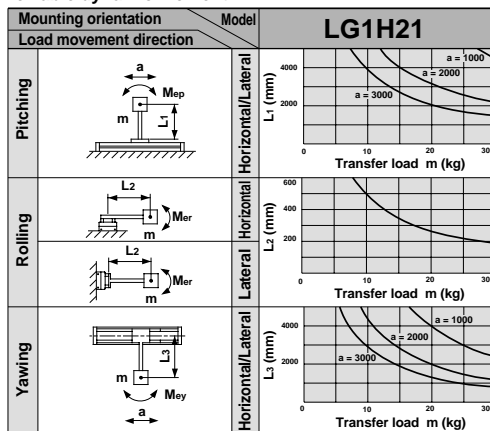 Mounting orientation
Model
Load movement direction
LG1H21
Pitching
a
Mep
m
L1
Horizontal/Lateral
L1 (mm)
4000
2000
a = 1000
a = 2000
a = 3000
0
10
20
30
Transfer load m (kg)
Rolling
L2
Mer
m
Horizontal
L2
Mer
m
Lateral
L2 (mm)
600
400
200
0
10
20
30
Transfer load m (kg)
Yawing
L3
m
Mey
a
Horizontal/Lateral
L3 (mm)
4000
2000
a = 1000
a = 2000
a = 3000
0
10
20
30
Transfer load m (kg)